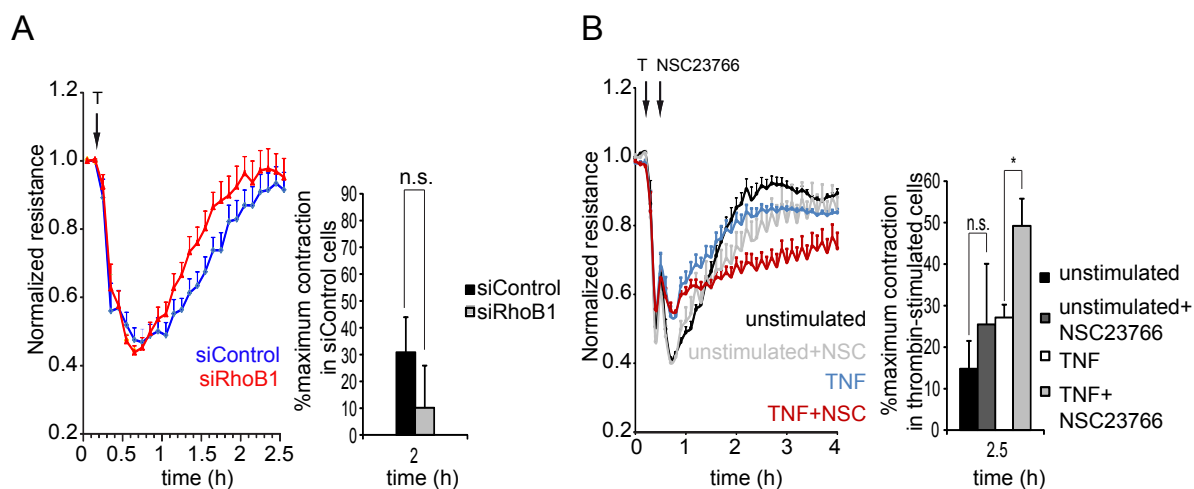 A
T
1.2
1.0
0.8
0.6
0.4
0.2
Normalized resistance
0
0.5
1
1.5
2
2.5
time (h)
siControl
siRhoB1
%maximum contraction
in siControl cells
90
80
70
60
50
40
30
20
10
0
n.s.
siControl
siRhoB1
2
time (h)
B
T NSC23766
1.2
1.0
0.8
0.6
0.4
0.2
Normalized resistance
0 1 2 3 4
time (h)
unstimulated
unstimulated+NSC
TNF
TNF+NSC
%maximum contraction
in thrombin-stimulated cells
60
50
40
30
20
10
0
n.s.
*
2.5
time (h)
unstimulated
unstimulated+
NSC23766
TNF
TNF+
NSC23766